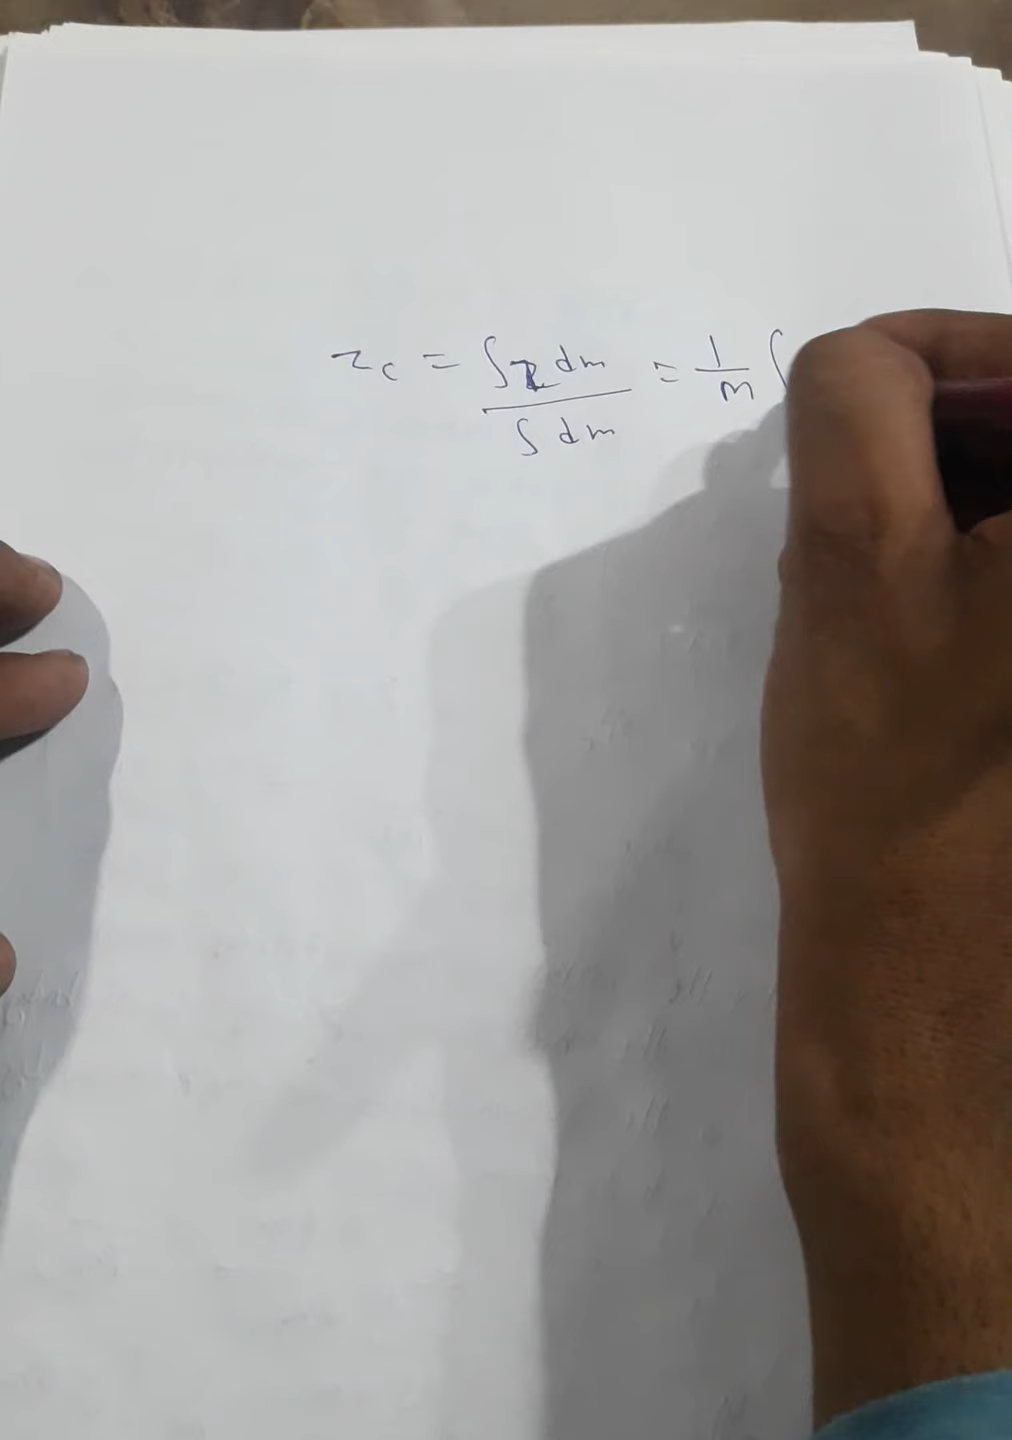 z_c = ∫ z dm / ∫ dm = 1/m ∫